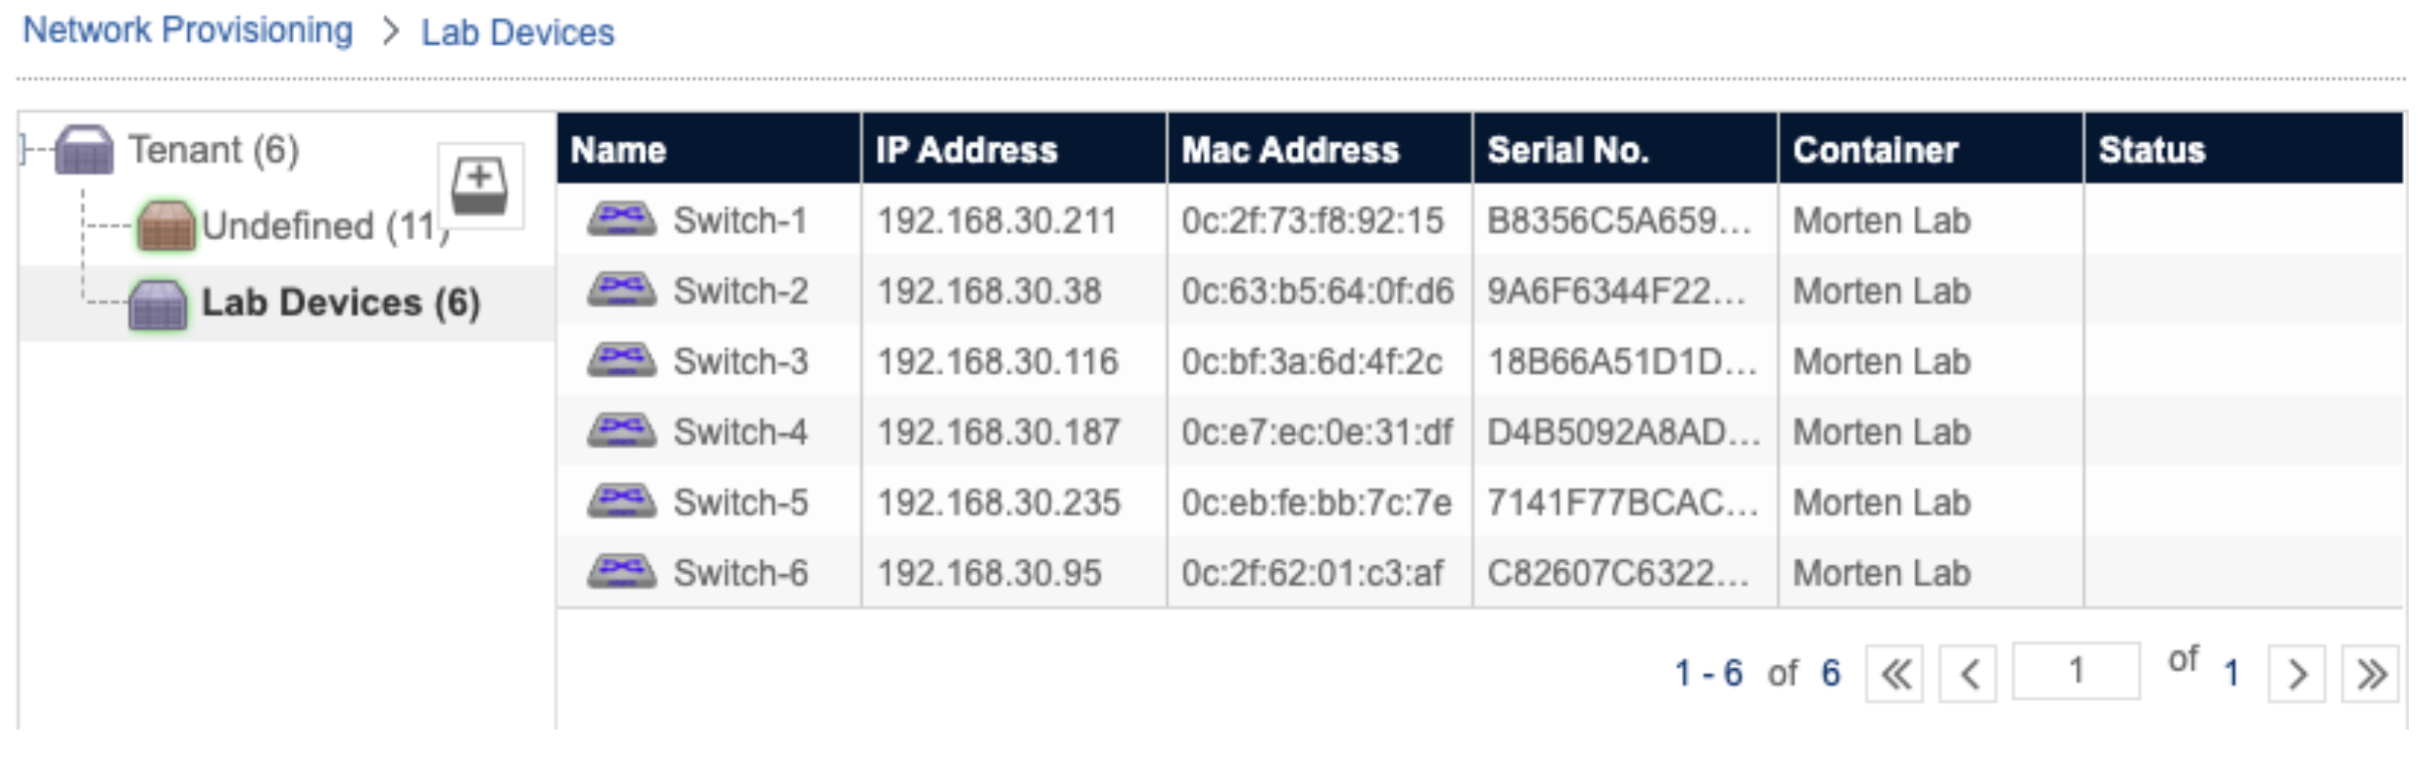 Network Provisioning > Lab Devices
Tenant (6)
Undefined (11)
Lab Devices (6)
Name IP Address Mac Address Serial No. Container Status
Switch-1 192.168.30.211 0c:2f:73:f8:92:15 B8356C5A659... Morten Lab
Switch-2 192.168.30.38 0c:63:b5:64:0f:d6 9A6F6344F22... Morten Lab
Switch-3 192.168.30.116 0c:bf:3a:6d:4f:2c 18B66A51D1D... Morten Lab
Switch-4 192.168.30.187 0c:e7:ec:0e:31:df D4B5092A8AD... Morten Lab
Switch-5 192.168.30.235 0c:eb:fe:bb:7c:7e 7141F77BCAC... Morten Lab
Switch-6 192.168.30.95 0c:2f:62:01:c3:af C82607C6322... Morten Lab
1 - 6 of 6 « < 1 of 1 > »